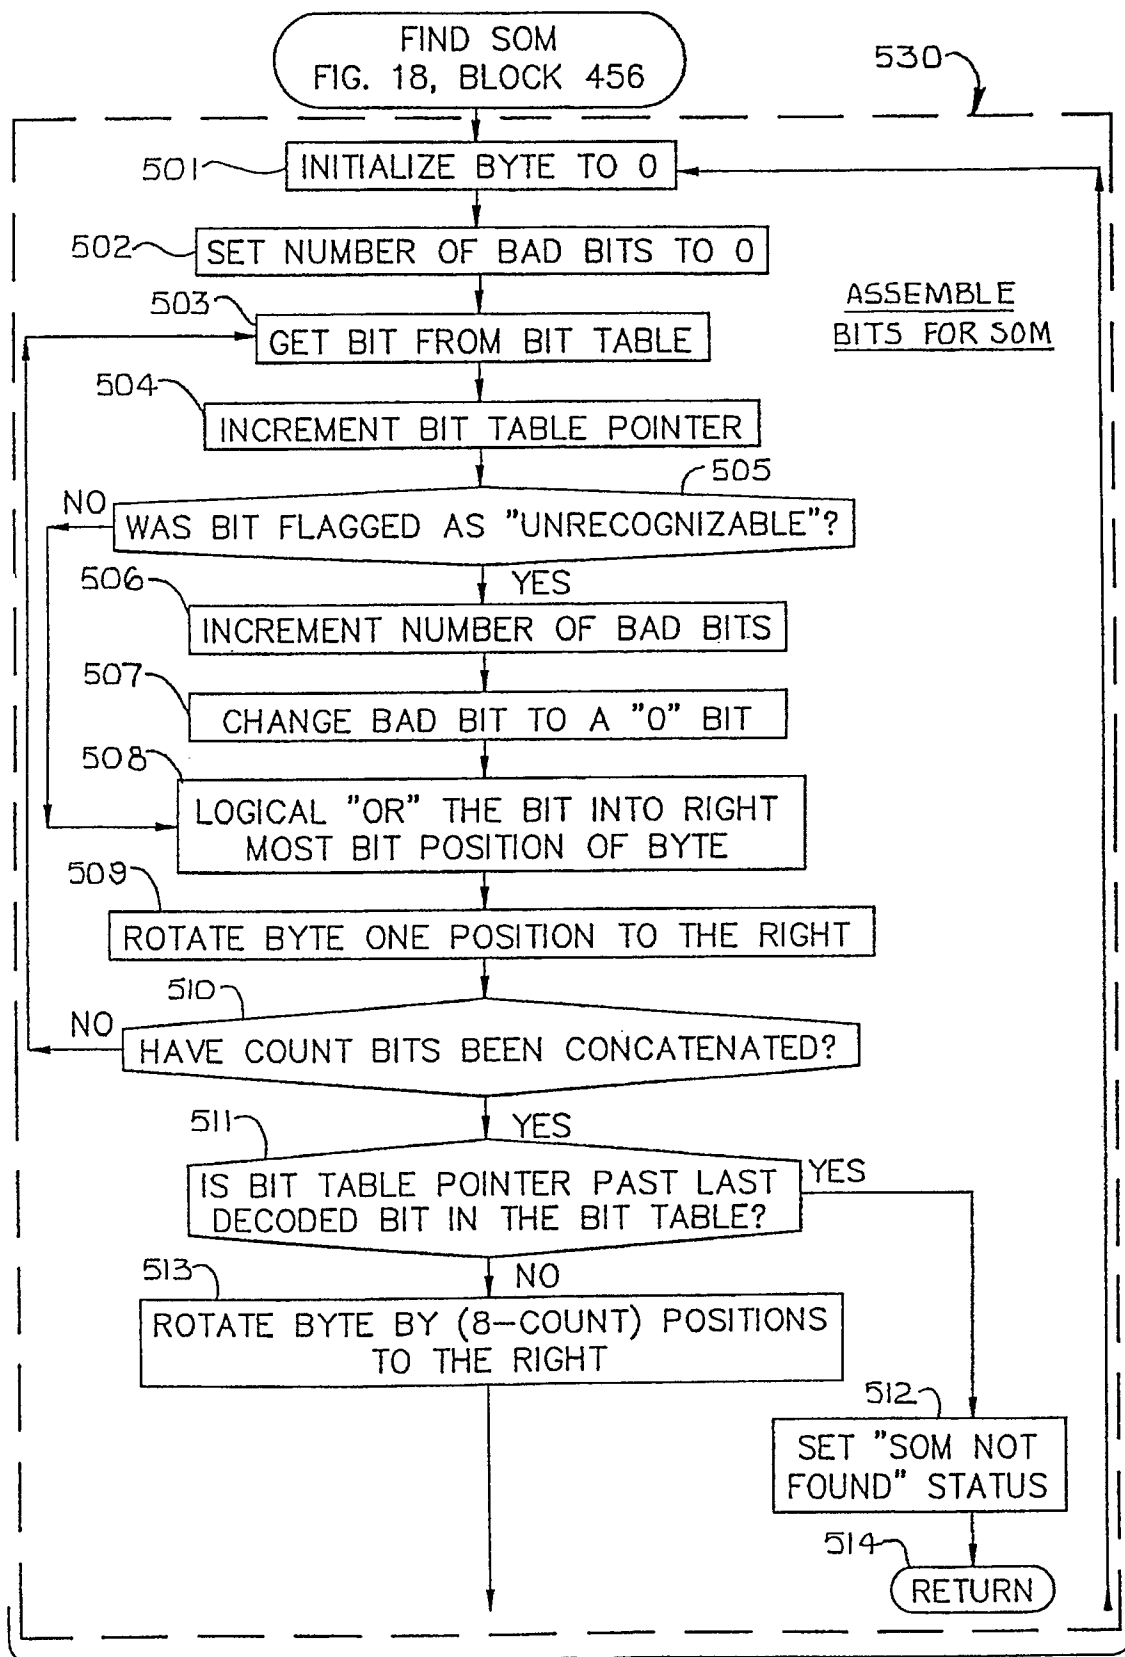 FIND SOM
FIG. 18, BLOCK 456
530
501
INITIALIZE BYTE TO 0
502
SET NUMBER OF BAD BITS TO 0
ASSEMBLE
BITS FOR SOM
503
GET BIT FROM BIT TABLE
504
INCREMENT BIT TABLE POINTER
505
NO
WAS BIT FLAGGED AS "UNRECOGNIZABLE"?
YES
506
INCREMENT NUMBER OF BAD BITS
507
CHANGE BAD BIT TO A "0" BIT
508
LOGICAL "OR" THE BIT INTO RIGHT
MOST BIT POSITION OF BYTE
509
ROTATE BYTE ONE POSITION TO THE RIGHT
510
NO
HAVE COUNT BITS BEEN CONCATENATED?
YES
511
IS BIT TABLE POINTER PAST LAST
DECODED BIT IN THE BIT TABLE?
YES
NO
513
ROTATE BYTE BY (8-COUNT) POSITIONS
TO THE RIGHT
512
SET "SOM NOT
FOUND" STATUS
514
RETURN